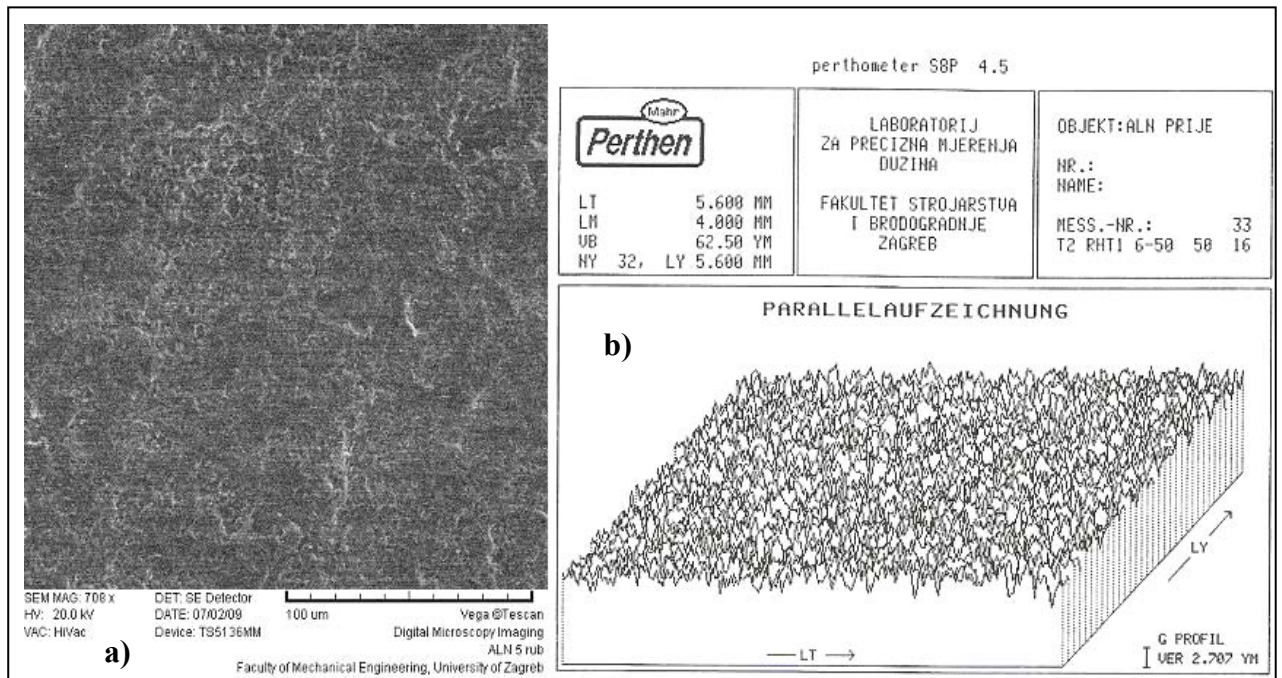 SEM MAG: 708 x DET: SE Detector
HV: 20.0 kV DATE: 07/02/09 100 um Vega ©Tescan
VAC: HiVac Device: TS5136MM Digital Microscopy Imaging
a) ALN 5 rub
Faculty of Mechanical Engineering, University of Zagreb
perthometer S8P 4.5
Mahr
Perthen
LT 5.600 MM
LM 4.000 MM
VB 62.50 YM
NY 32, LY 5.600 MM
LABORATORIJ
ZA PRECIZNA MJERENJA
DUZINA
FAKULTET STROJARSTVA
I BRODOGRADNJE
ZAGREB
OBJEKT:ALN PRIJE
NR.:
NAME:
MESS.-NR.: 33
T2 RHT1 6-50 50 16
PARALLELAUFZEICHNUNG
b)
LY
LT
G PROFIL
VER 2.707 YM